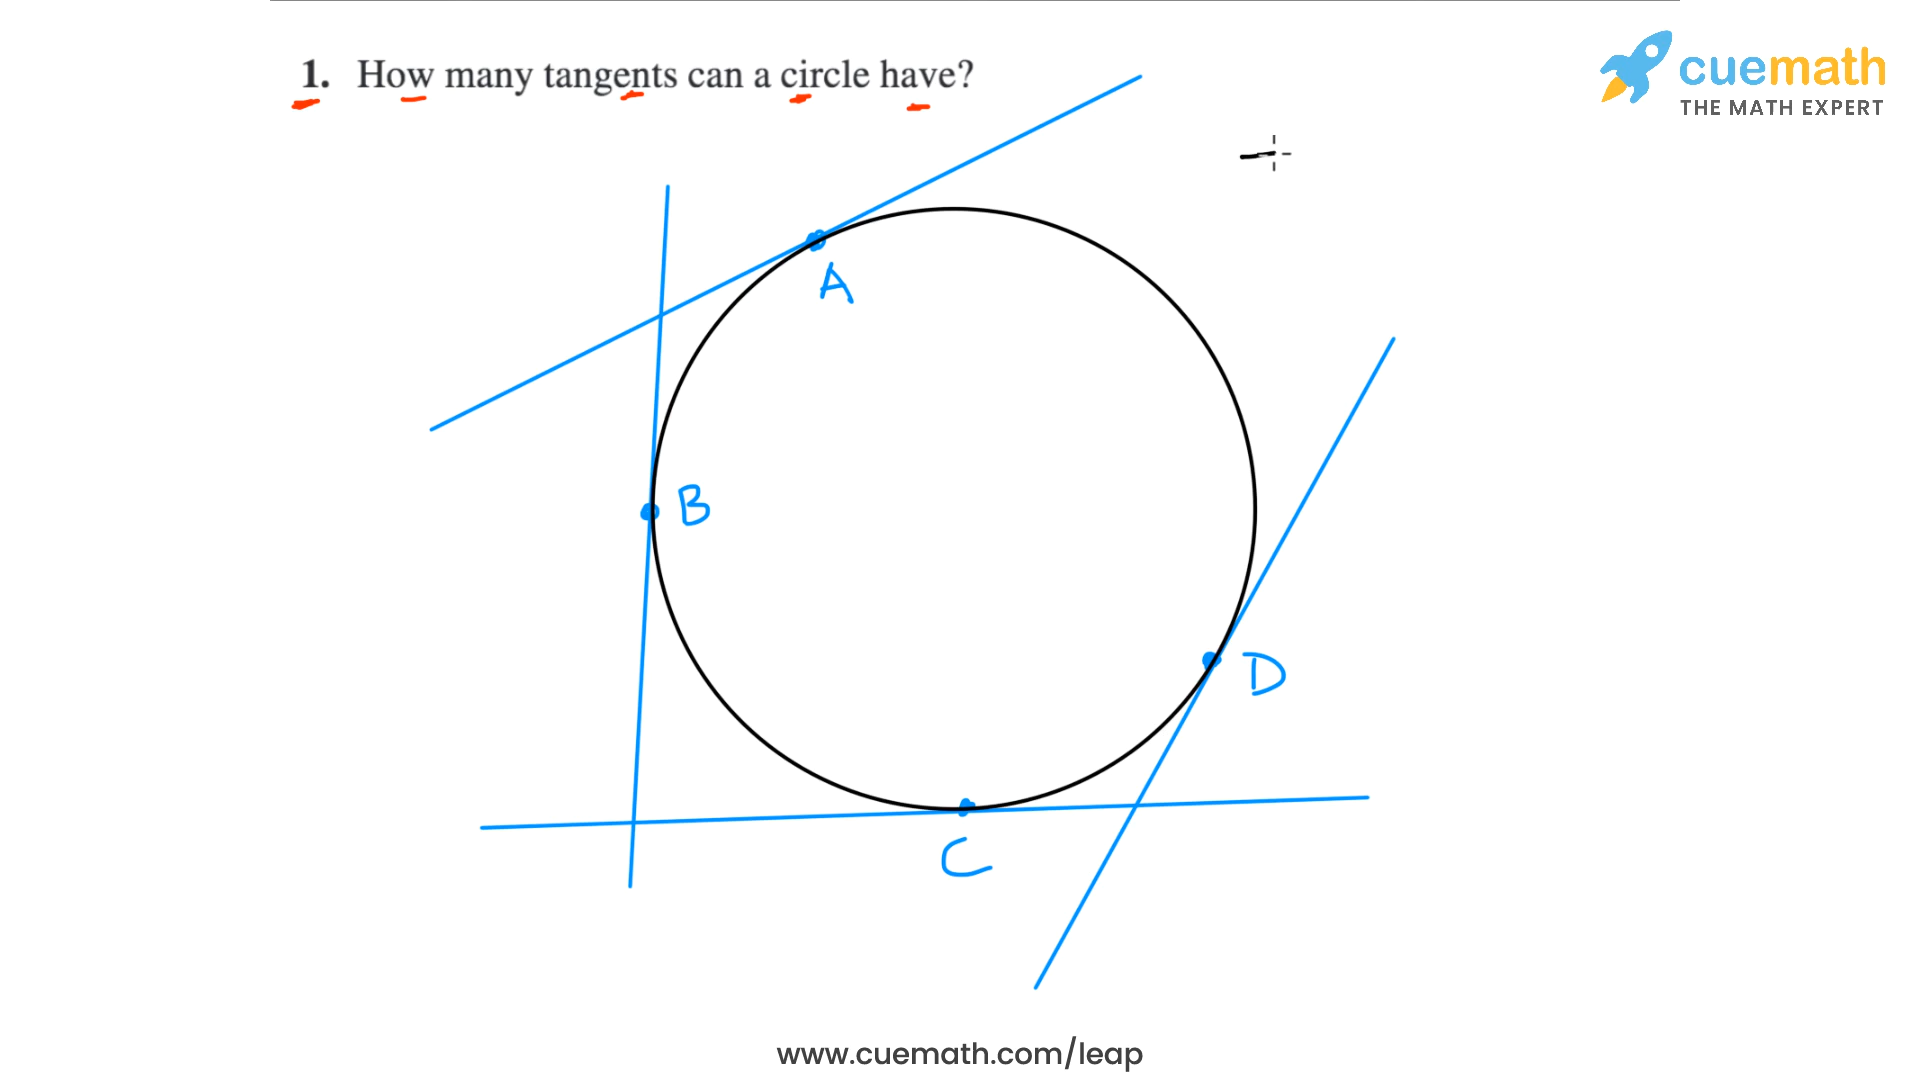 1. How many tangents can a circle have?
cuemath
THE MATH EXPERT
A
B
D
C
www.cuemath.com/leap